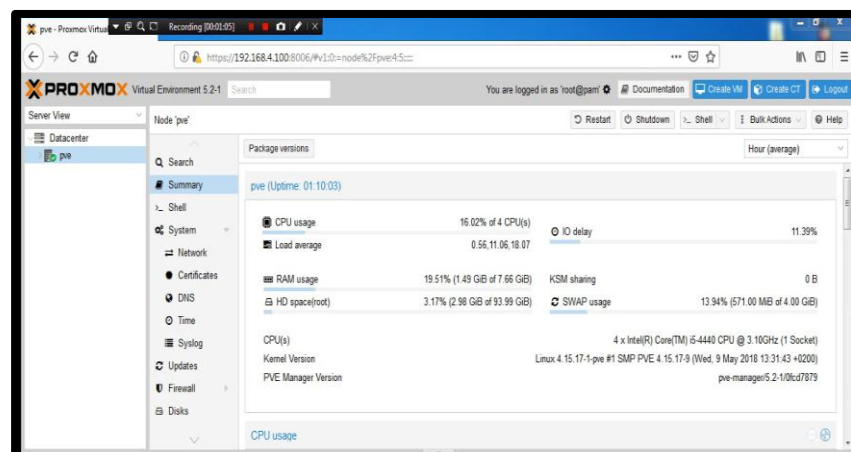 pve - Proxmox Virtual
Recording [00:01:05]
https://192.168.4.100:8006/#v1:0:=node%2Fpve:4:5::::
PROXMOX Virtual Environment 5.2-1 Search You are logged in as 'root@pam' Documentation Create VM Create CT Logout
Server View Node 'pve' Restart Shutdown >_ Shell Bulk Actions Help
Datacenter
pve
Search
Summary
>_ Shell
System
Network
Certificates
DNS
Time
Syslog
Updates
Firewall
Disks
Package versions Hour (average)
pve (Uptime: 01:10:03)
CPU usage 16.02% of 4 CPU(s) IO delay 11.39%
Load average 0.56,11.06,18.07
RAM usage 19.51% (1.49 GiB of 7.66 GiB) KSM sharing 0 B
HD space(root) 3.17% (2.98 GiB of 93.99 GiB) SWAP usage 13.94% (571.00 MiB of 4.00 GiB)
CPU(s) 4 x Intel(R) Core(TM) i5-4440 CPU @ 3.10GHz (1 Socket)
Kernel Version Linux 4.15.17-1-pve #1 SMP PVE 4.15.17-9 (Wed, 9 May 2018 13:31:43 +0200)
PVE Manager Version pve-manager/5.2-1/0fcd7879
CPU usage